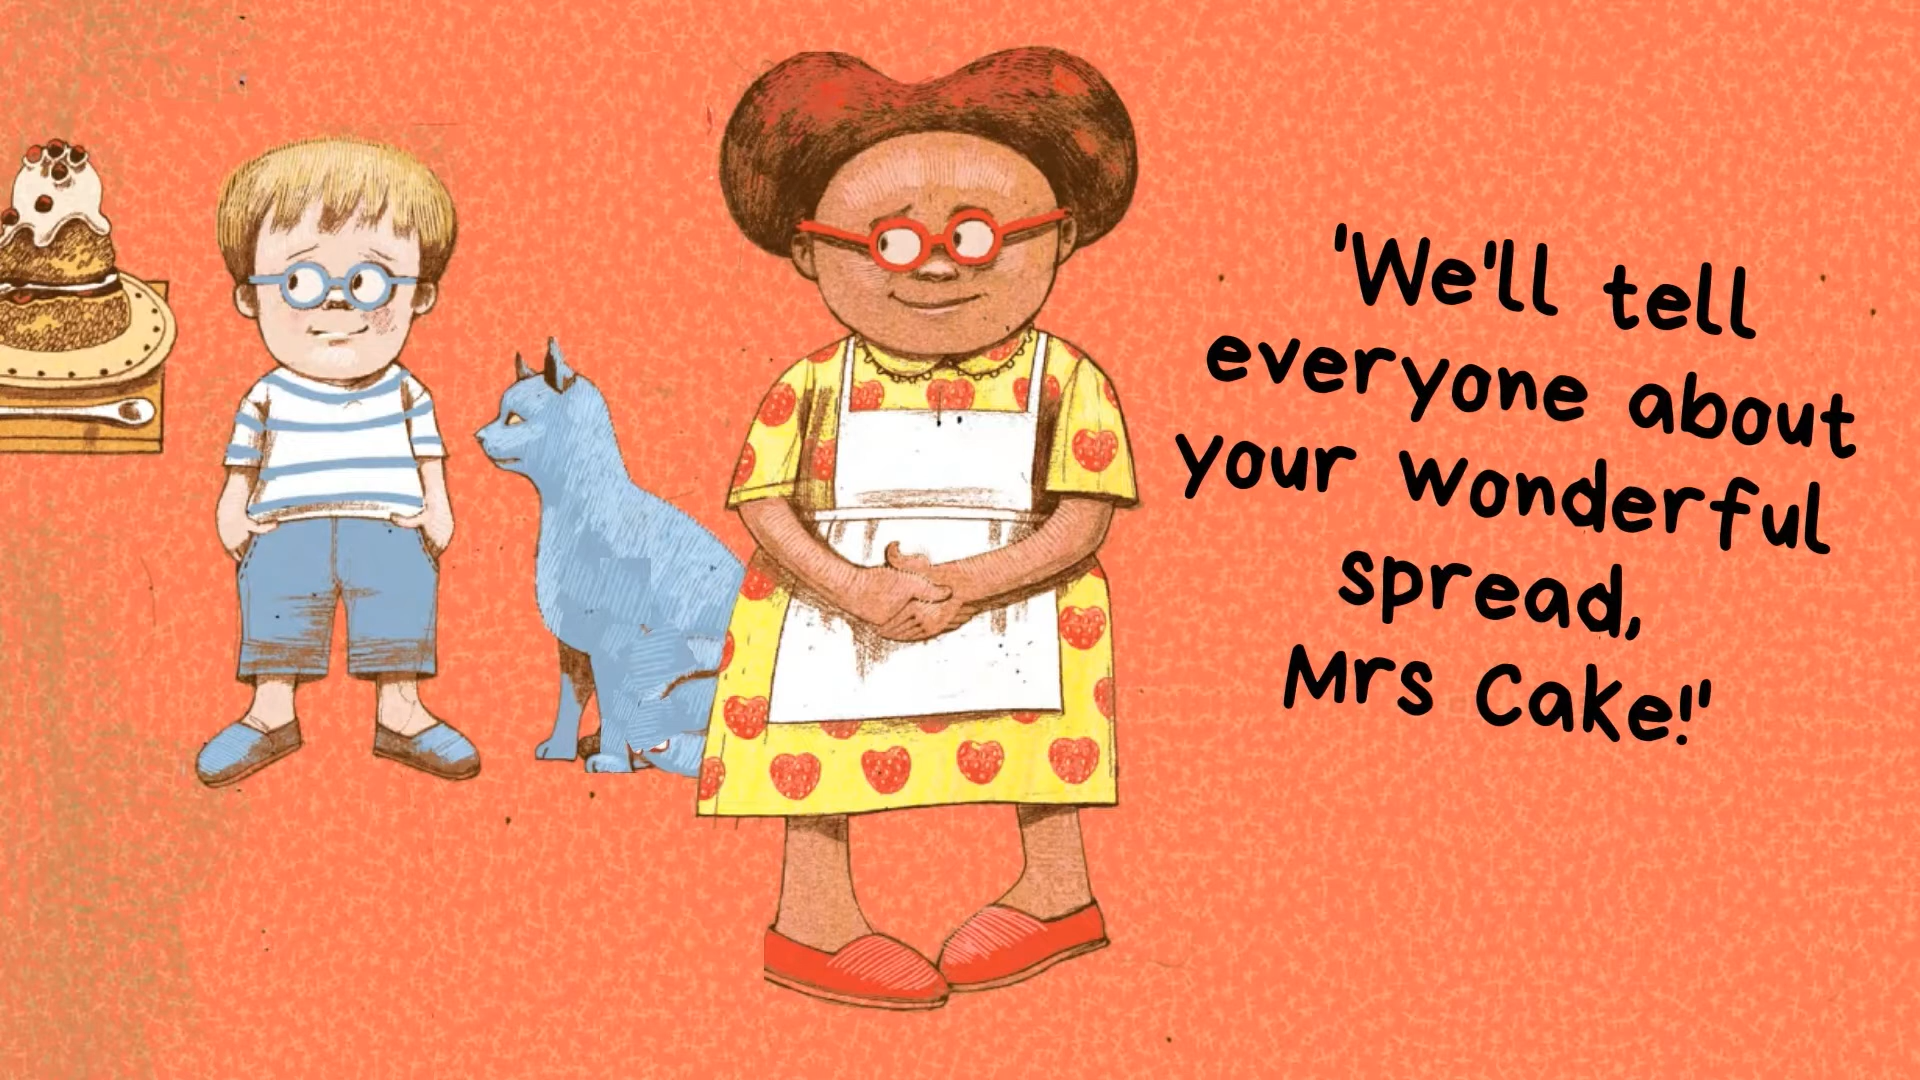 'We'll tell
everyone about
your wonderful
spread,
Mrs Cake!'